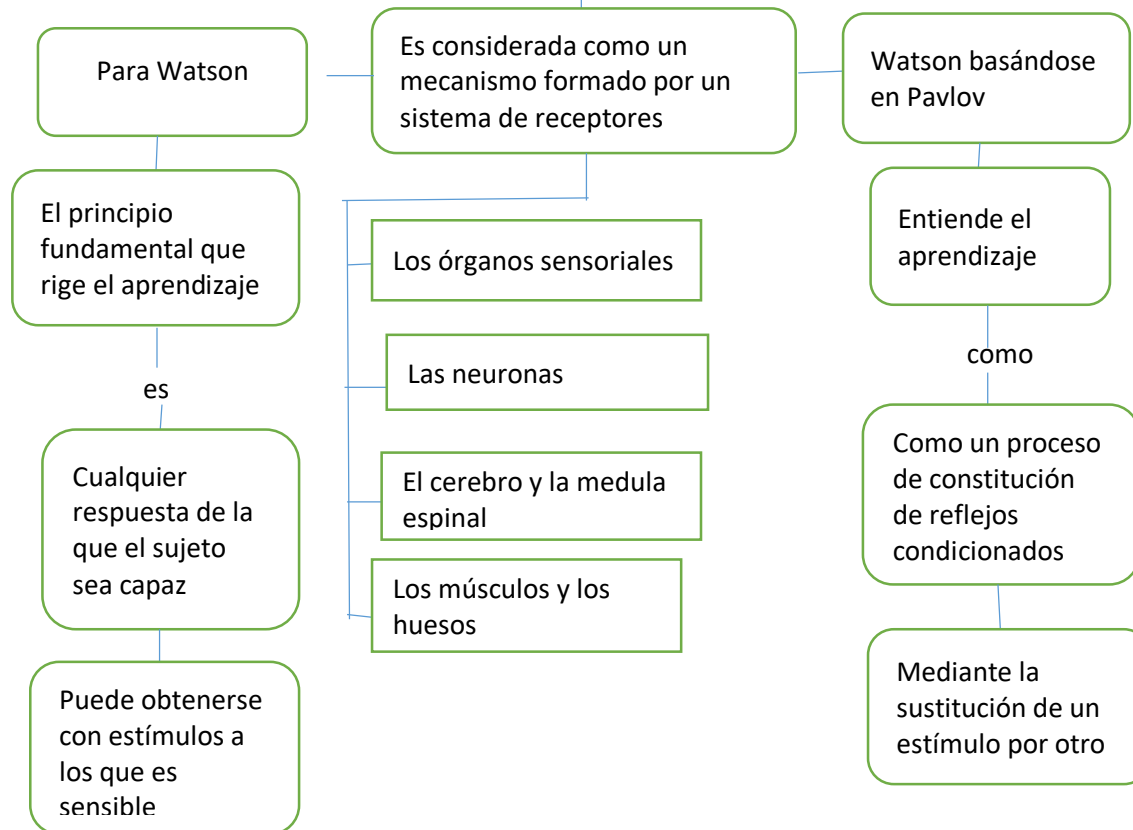 Para Watson
Es considerada como un
mecanismo formado por un
sistema de receptores
Watson basándose
en Pavlov
El principio
fundamental que
rige el aprendizaje
es
Cualquier
respuesta de la
que el sujeto
sea capaz
Puede obtenerse
con estímulos a
los que es
sensible
Los órganos sensoriales
Las neuronas
El cerebro y la medula
espinal
Los músculos y los
huesos
Entiende el
aprendizaje
como
Como un proceso
de constitución
de reflejos
condicionados
Mediante la
sustitución de un
estímulo por otro